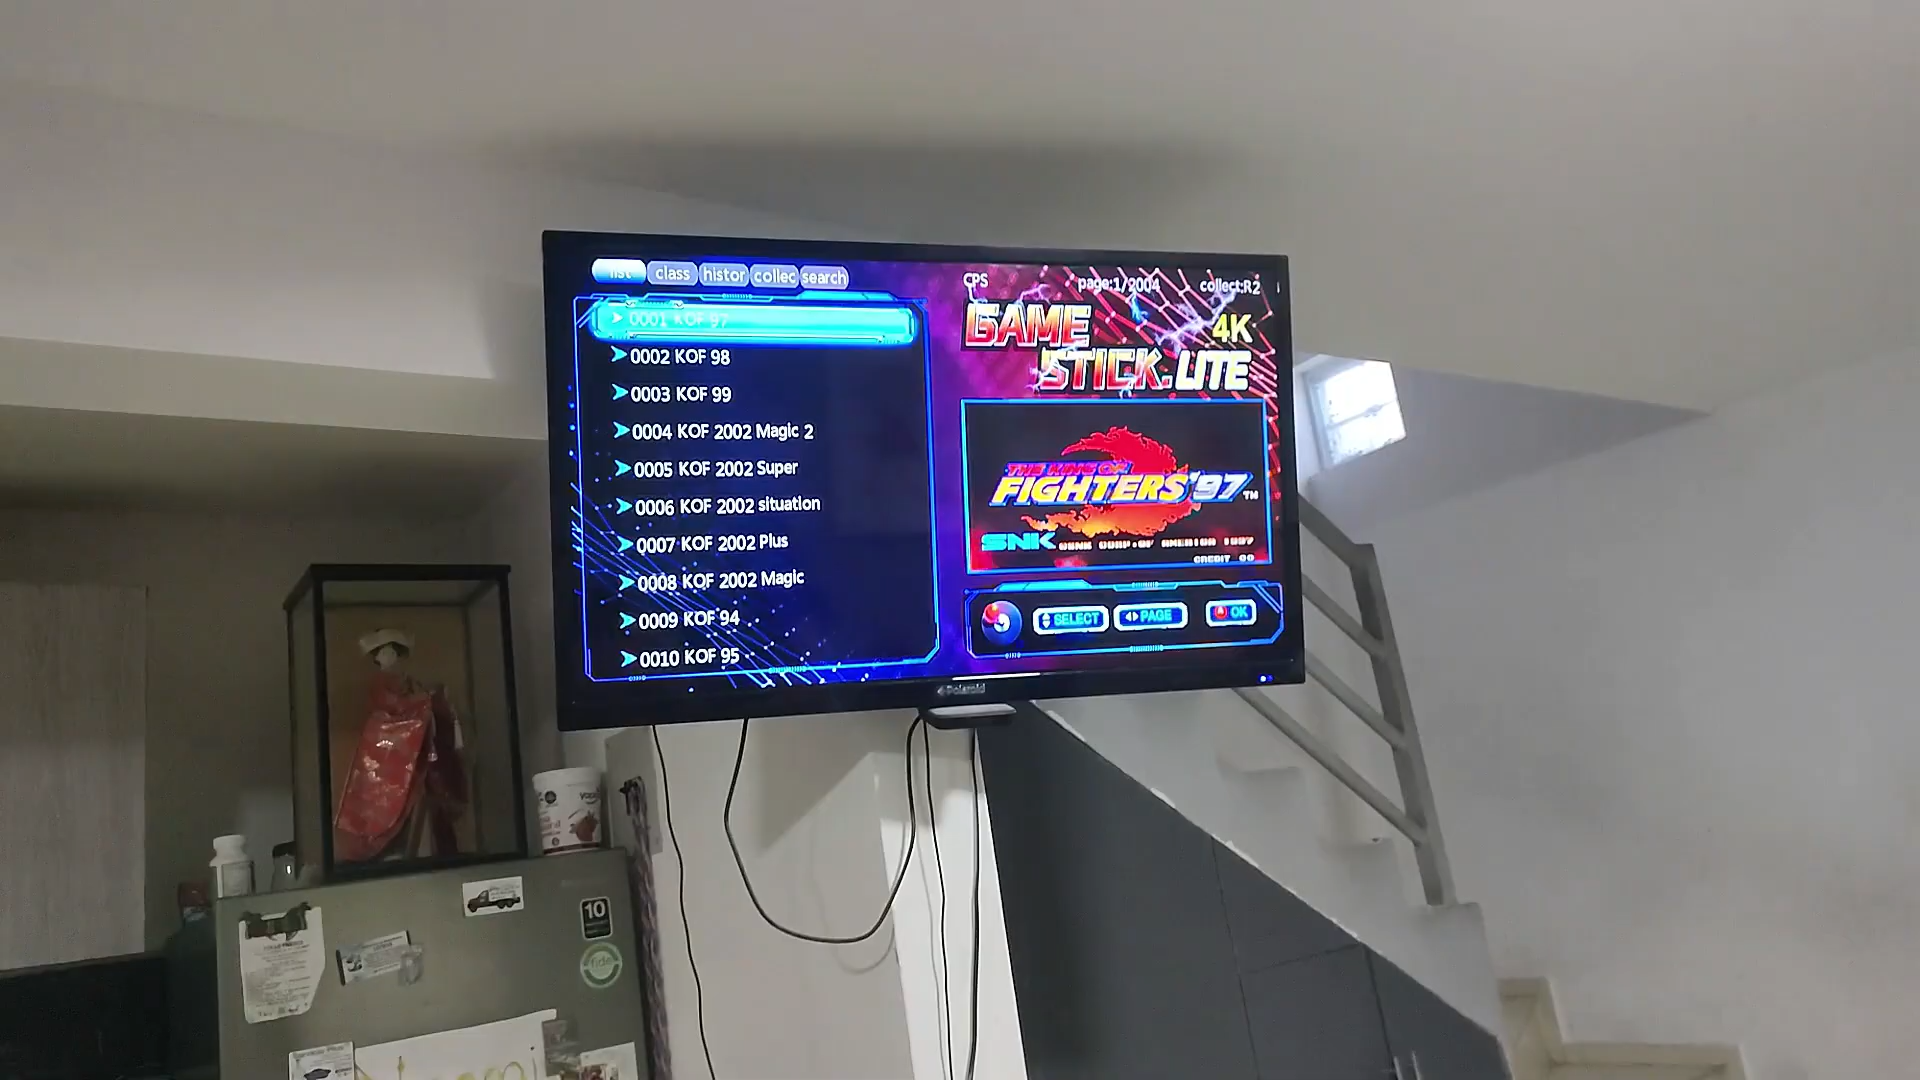 list class histor collec search
CPS page:1/2004 collect:R2
0001 KOF 97
0002 KOF 98
0003 KOF 99
0004 KOF 2002 Magic 2
0005 KOF 2002 Super
0006 KOF 2002 situation
0007 KOF 2002 Plus
0008 KOF 2002 Magic
0009 KOF 94
0010 KOF 95
GAME 4K
STICK.LITE
THE KING OF
FIGHTERS'97 TM
SNK
SELECT PAGE OK
Polaroid
10
fide